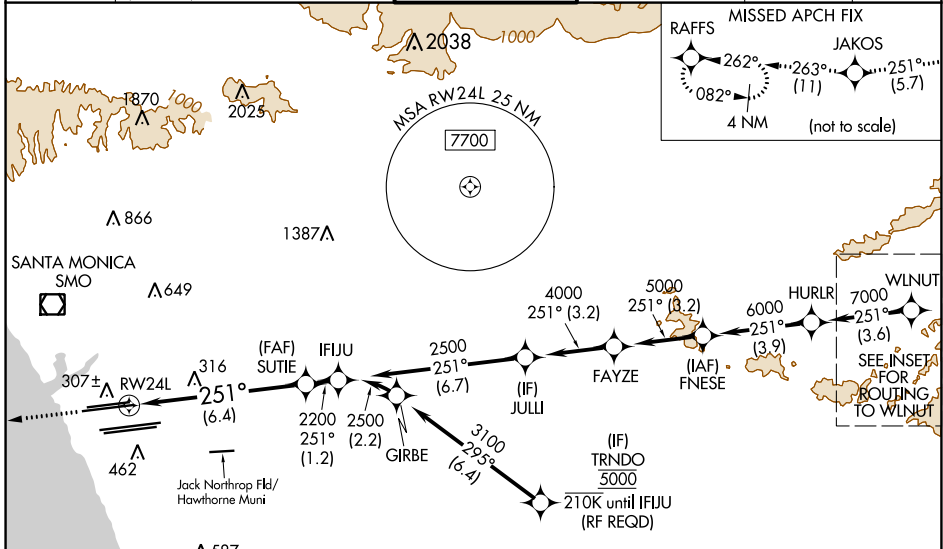 2038
1000
1870
1000
2025
MSA RW24L 25 NM
7700
MISSED APCH FIX
RAFFS
JAKOS
262°
263°
(11)
251°
(5.7)
082°
4 NM
(not to scale)
866
1387
SANTA MONICA
SMO
649
316
307±
RW24L
462
Jack Northrop Fld/
Hawthorne Muni
251°
(6.4)
(FAF)
SUTIE
IFIJU
2200
251°
(1.2)
2500
(2.2)
GIRBE
2500
251°
(6.7)
(IF)
JULLI
4000
251° (3.2)
FAYZE
5000
251° (3.2)
(IAF)
FNESE
6000
251°
(3.9)
HURLR
7000
251°
(3.6)
WLNUT
SEE INSET
FOR
ROUTING
TO WLNUT
3100
295°
(6.4)
(IF)
TRNDO
5000
210K until IFIJU
(RF REQD)